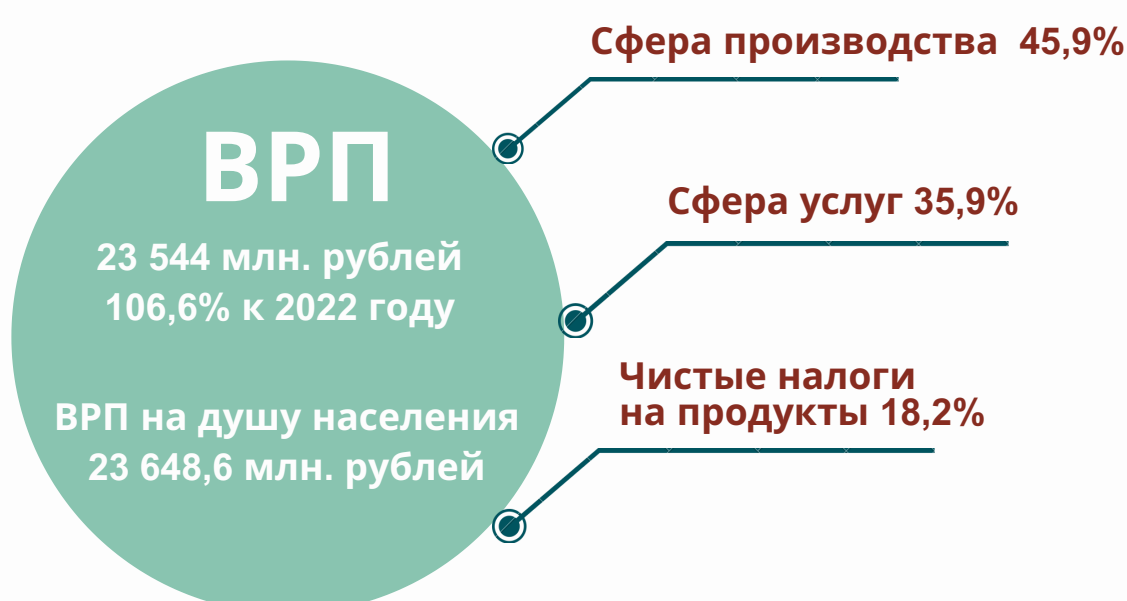 Сфера производства 45,9%
ВРП
23 544 млн. рублей
106,6% к 2022 году
ВРП на душу населения
23 648,6 млн. рублей
Сфера услуг 35,9%
Чистые налоги
на продукты 18,2%